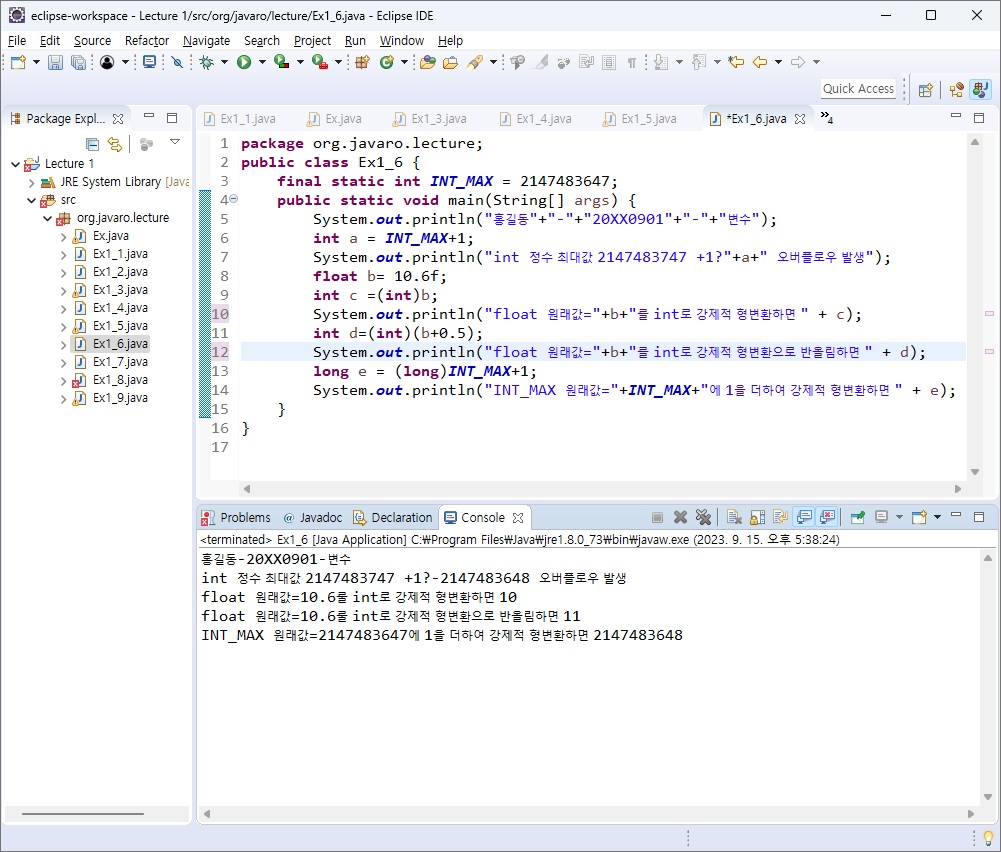 eclipse-workspace - Lecture 1/src/org/javaro/lecture/Ex1_6.java - Eclipse IDE
File Edit Source Refactor Navigate Search Project Run Window Help
Quick Access
Package Expl...
Lecture 1
JRE System Library [Java
src
org.javaro.lecture
Ex.java
Ex1_1.java
Ex1_2.java
Ex1_3.java
Ex1_4.java
Ex1_5.java
Ex1_6.java
Ex1_7.java
Ex1_8.java
Ex1_9.java
Ex1_1.java Ex.java Ex1_3.java Ex1_4.java Ex1_5.java *Ex1_6.java »4
1 package org.javaro.lecture;
2 public class Ex1_6 {
3 final static int INT_MAX = 2147483647;
4 public static void main(String[] args) {
5 System.out.println("홍길동"+"-"+"20XX0901"+"-"+"변수");
6 int a = INT_MAX+1;
7 System.out.println("int 정수 최대값 2147483747 +1?"+a+" 오버플로우 발생");
8 float b= 10.6f;
9 int c =(int)b;
10 System.out.println("float 원래값="+b+"를 int로 강제적 형변환하면 " + c);
11 int d=(int)(b+0.5);
12 System.out.println("float 원래값="+b+"를 int로 강제적 형변환으로 반올림하면 " + d);
13 long e = (long)INT_MAX+1;
14 System.out.println("INT_MAX 원래값="+INT_MAX+"에 1을 더하여 강제적 형변환하면 " + e);
15 }
16 }
17
Problems @ Javadoc Declaration Console
<terminated> Ex1_6 [Java Application] C:₩Program Files₩Java₩jre1.8.0_73₩bin₩javaw.exe (2023. 9. 15. 오후 5:38:24)
홍길동-20XX0901-변수
int 정수 최대값 2147483747 +1?-2147483648 오버플로우 발생
float 원래값=10.6를 int로 강제적 형변환하면 10
float 원래값=10.6를 int로 강제적 형변환으로 반올림하면 11
INT_MAX 원래값=2147483647에 1을 더하여 강제적 형변환하면 2147483648